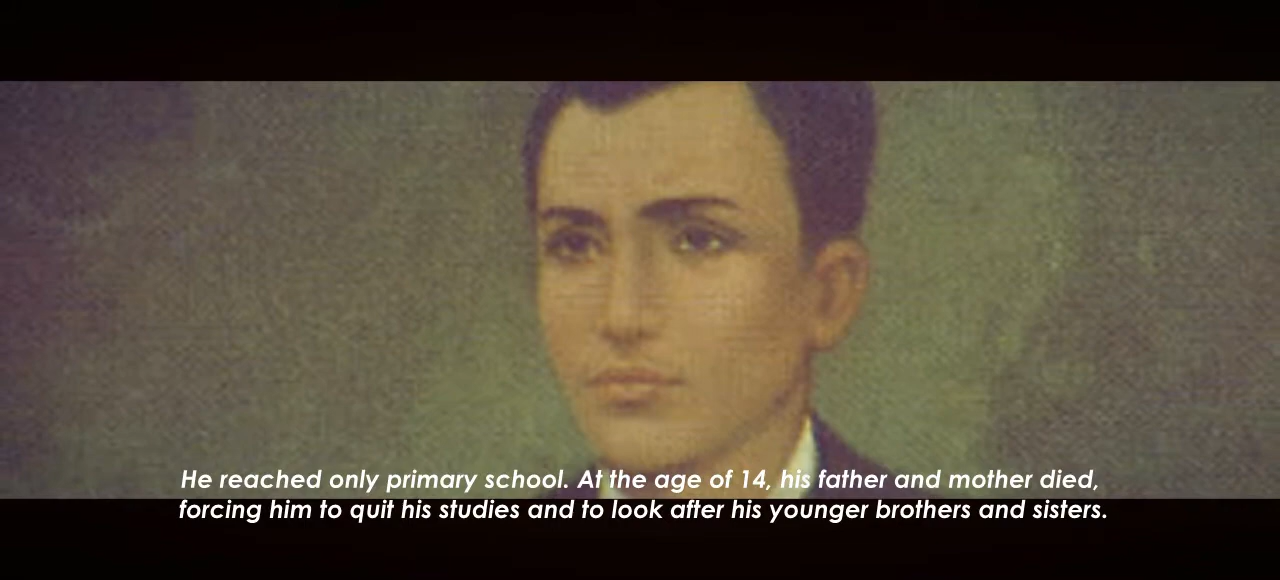 He reached only primary school. At the age of 14, his father and mother died,
forcing him to quit his studies and to look after his younger brothers and sisters.